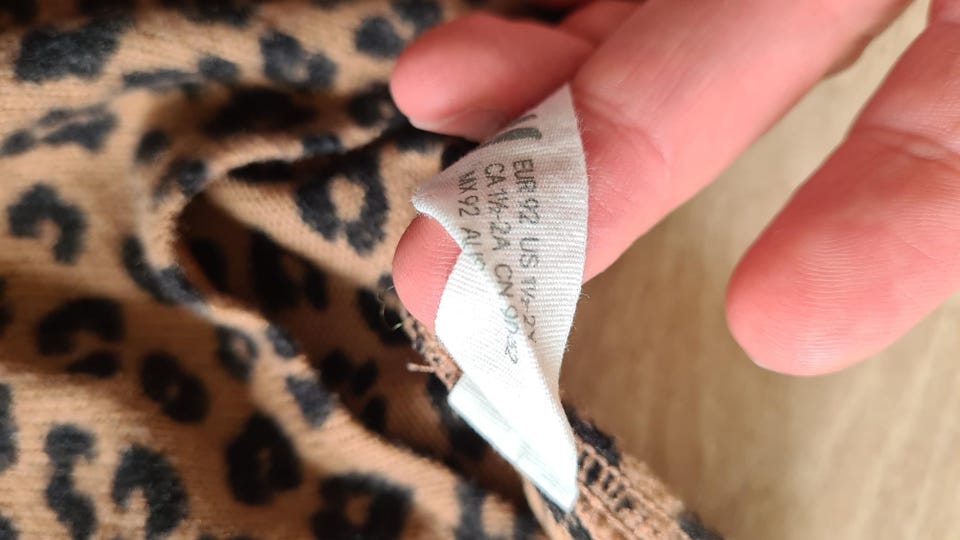 EUR 92 US 1½-2Y
CA 1½-2A CN 90/52
MX 92